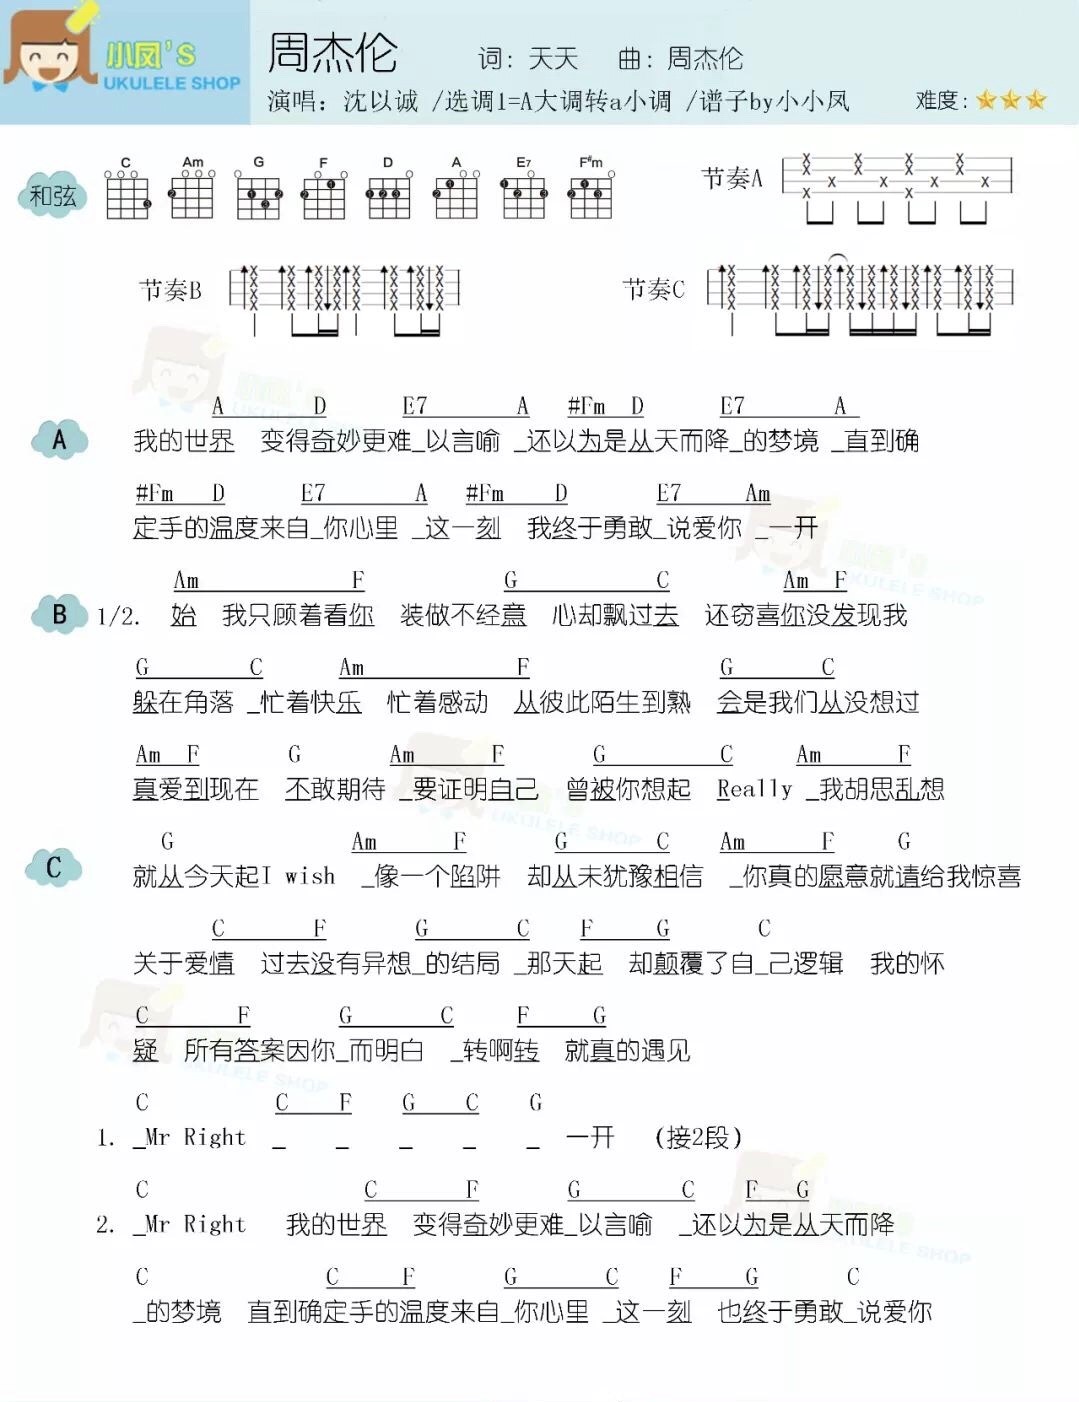 小凤'S
UKULELE SHOP
周杰伦 词：天天 曲：周杰伦
演唱：沈以诚 /选调1=A大调转a小调 /谱子by小小凤 难度：
和弦 C Am G F D A E7 F#m 节奏A
节奏B 节奏C
A D E7 A #Fm D E7 A
A 我的世界 变得奇妙更难_以言喻 _还以为是从天而降_的梦境 _直到确
#Fm D E7 A #Fm D E7 Am
定手的温度来自_你心里 _这一刻 我终于勇敢_说爱你 _一开
Am F G C Am F
B 1/2. 始 我只顾着看你 装做不经意 心却飘过去 还窃喜你没发现我
G C Am F G C
躲在角落 _忙着快乐 忙着感动 从彼此陌生到熟 会是我们从没想过
Am F G Am F G C Am F
真爱到现在 不敢期待 _要证明自己 曾被你想起 Really _我胡思乱想
G Am F G C Am F G
C 就从今天起I wish _像一个陷阱 却从未犹豫相信 _你真的愿意就请给我惊喜
C F G C F G C
关于爱情 过去没有异想_的结局 _那天起 却颠覆了自_己逻辑 我的怀
C F G C F G
疑 所有答案因你_而明白 _转啊转 就真的遇见
C C F G C G
1. _Mr Right _ _ _ _ _ 一开 （接2段）
C C F G C F G
2. _Mr Right 我的世界 变得奇妙更难_以言喻 _还以为是从天而降
C C F G C F G C
_的梦境 直到确定手的温度来自_你心里 _这一刻 也终于勇敢_说爱你